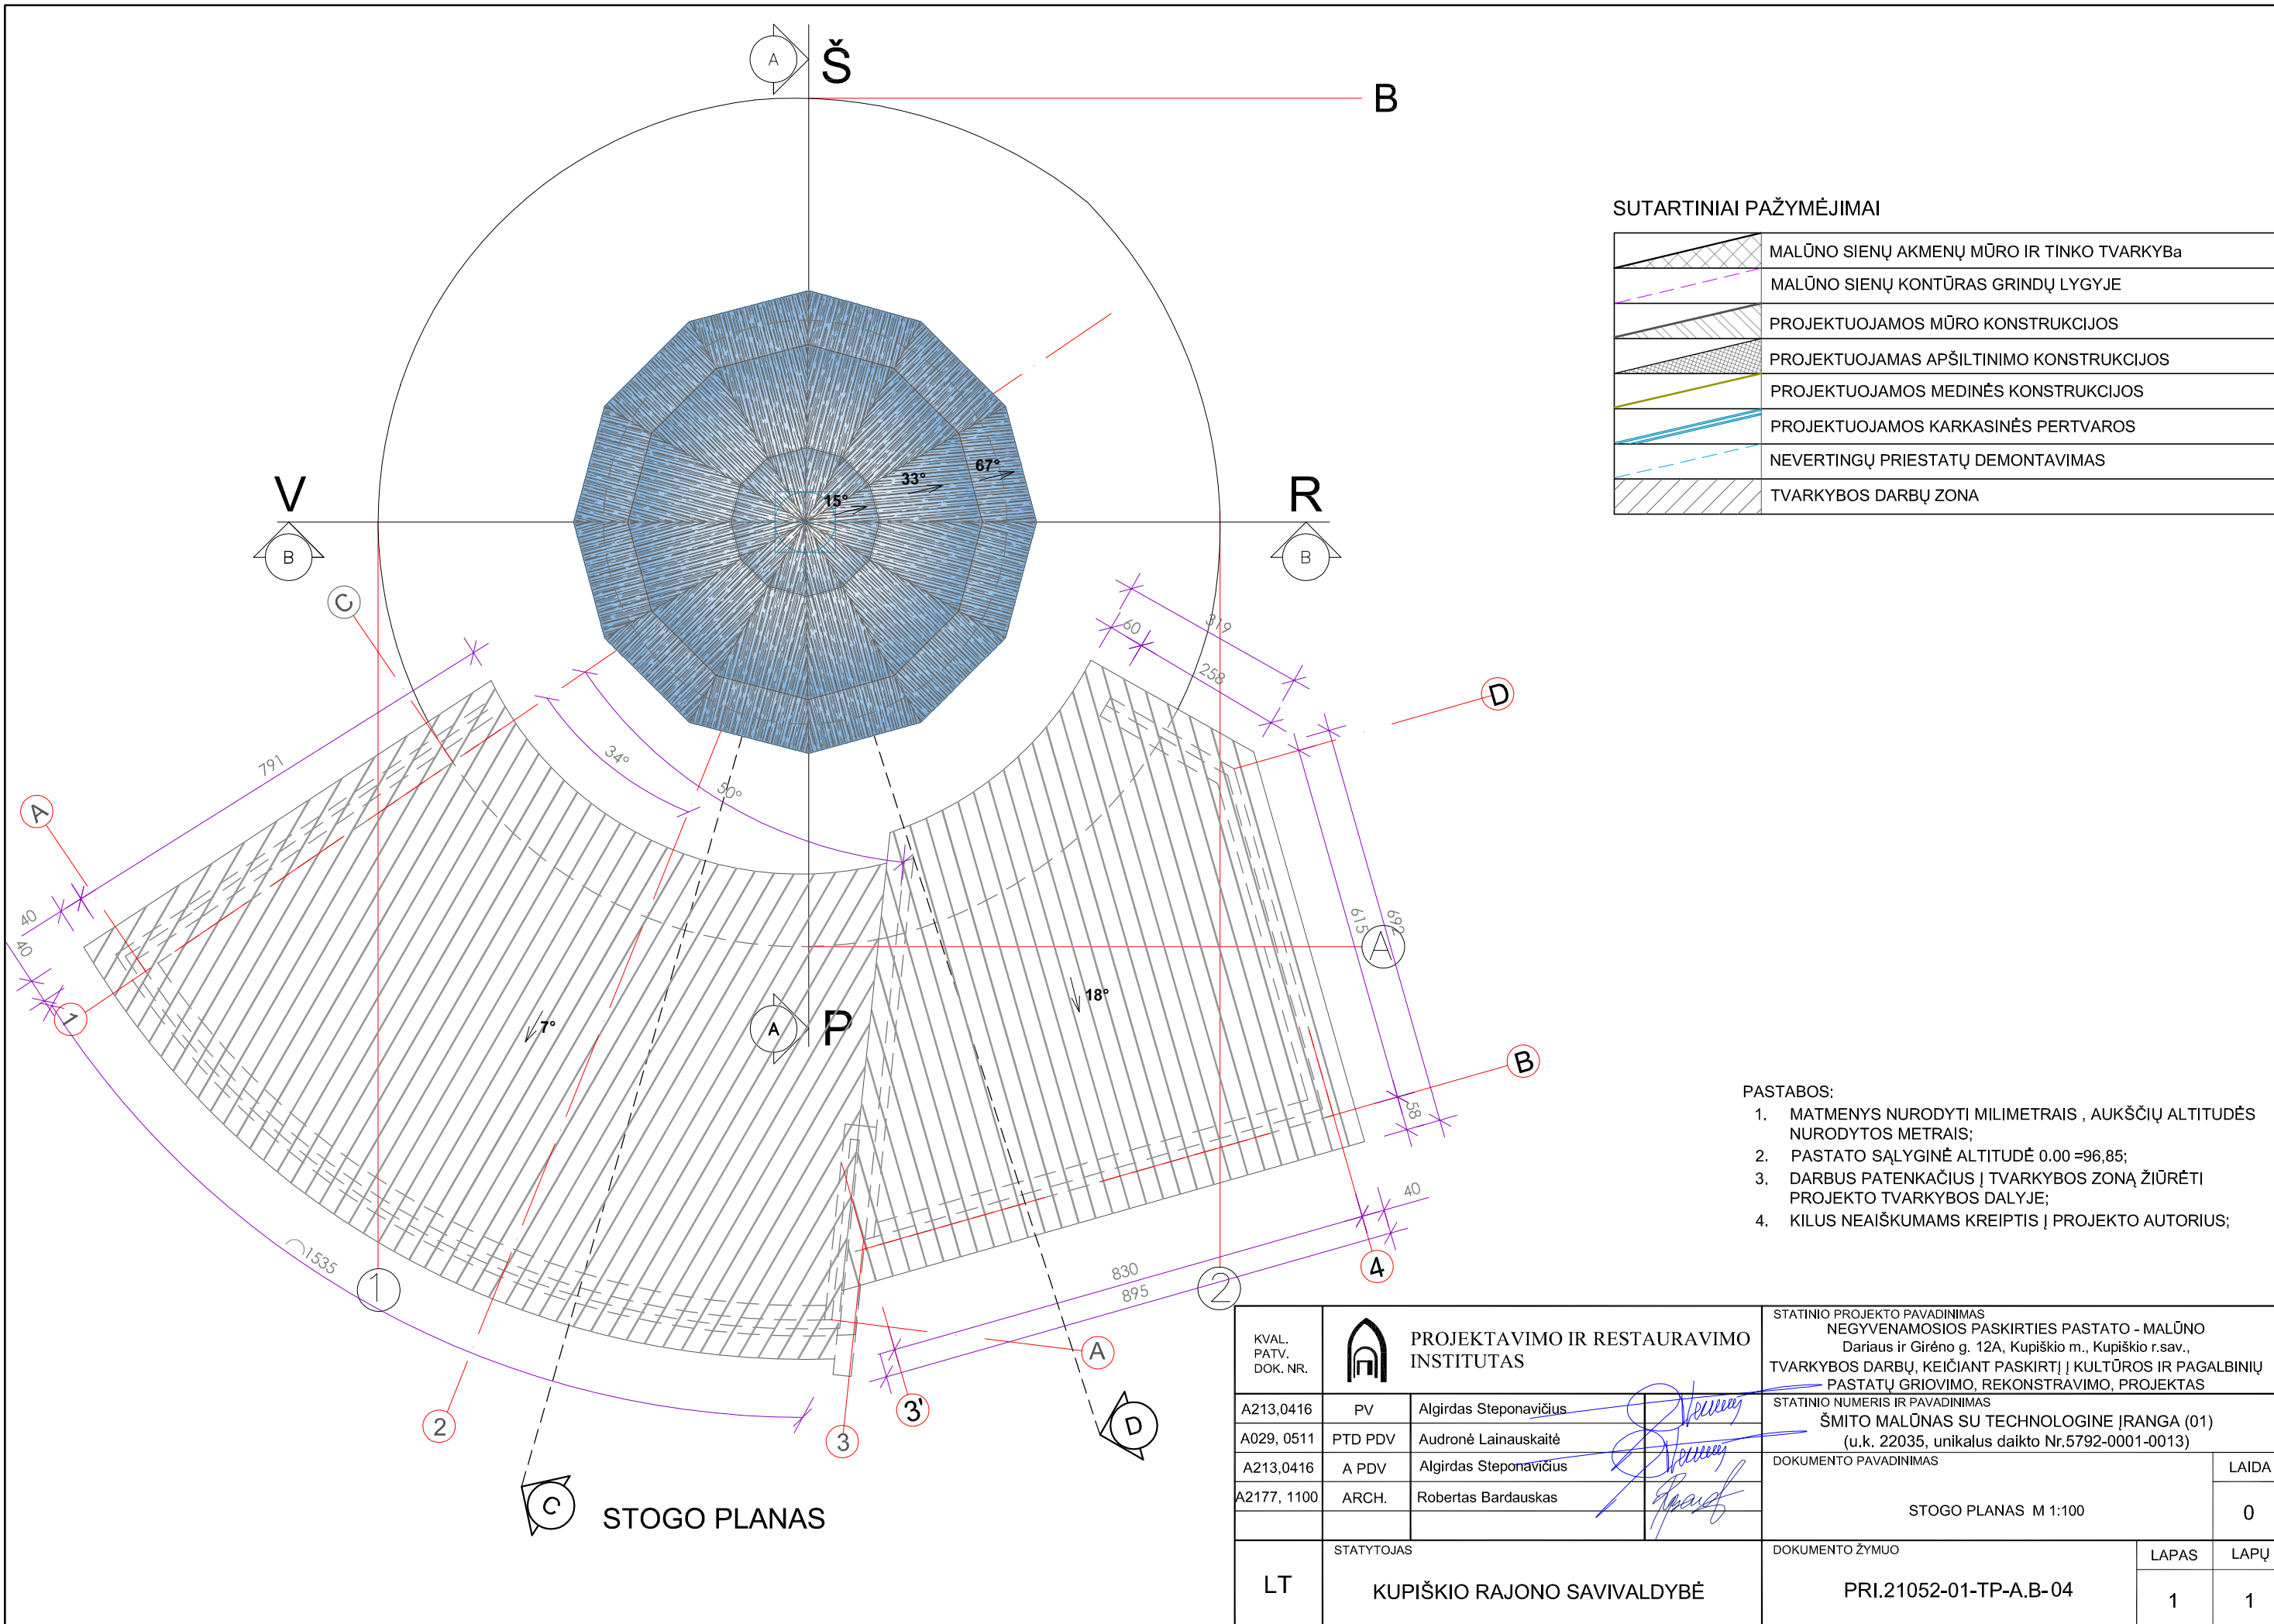 A
Š
B
V
R
B
B
15°
33°
67°
C
791
34°
50°
60
319
258
D
A
40
40
1
7°
A
P
18°
615
692
A
B
58
40
4
1535
1
2
830
895
2
A
3'
3
D
C
STOGO PLANAS
SUTARTINIAI PAŽYMĖJIMAI
MALŪNO SIENŲ AKMENŲ MŪRO IR TINKO TVARKYBa
MALŪNO SIENŲ KONTŪRAS GRINDŲ LYGYJE
PROJEKTUOJAMOS MŪRO KONSTRUKCIJOS
PROJEKTUOJAMAS APŠILTINIMO KONSTRUKCIJOS
PROJEKTUOJAMOS MEDINĖS KONSTRUKCIJOS
PROJEKTUOJAMOS KARKASINĖS PERTVAROS
NEVERTINGŲ PRIESTATŲ DEMONTAVIMAS
TVARKYBOS DARBŲ ZONA
PASTABOS:
1. MATMENYS NURODYTI MILIMETRAIS , AUKŠČIŲ ALTITUDĖS
NURODYTOS METRAIS;
2. PASTATO SĄLYGINĖ ALTITUDĖ 0.00 =96,85;
3. DARBUS PATENKAČIUS Į TVARKYBOS ZONĄ ŽIŪRĖTI
PROJEKTO TVARKYBOS DALYJE;
4. KILUS NEAIŠKUMAMS KREIPTIS Į PROJEKTO AUTORIUS;
KVAL.
PATV.
DOK. NR.
PROJEKTAVIMO IR RESTAURAVIMO
INSTITUTAS
STATINIO PROJEKTO PAVADINIMAS
NEGYVENAMOSIOS PASKIRTIES PASTATO - MALŪNO
Dariaus ir Girėno g. 12A, Kupiškio m., Kupiškio r.sav.,
TVARKYBOS DARBŲ, KEIČIANT PASKIRTĮ Į KULTŪROS IR PAGALBINIŲ
PASTATŲ GRIOVIMO, REKONSTRAVIMO, PROJEKTAS
A213,0416 PV Algirdas Steponavičius
A029, 0511 PTD PDV Audronė Lainauskaitė
A213,0416 A PDV Algirdas Steponavičius
A2177, 1100 ARCH. Robertas Bardauskas
STATINIO NUMERIS IR PAVADINIMAS
ŠMITO MALŪNAS SU TECHNOLOGINE ĮRANGA (01)
(u.k. 22035, unikalus daikto Nr.5792-0001-0013)
DOKUMENTO PAVADINIMAS
LAIDA
STOGO PLANAS M 1:100
0
LT
STATYTOJAS
KUPIŠKIO RAJONO SAVIVALDYBĖ
DOKUMENTO ŽYMUO
LAPAS
LAPŲ
PRI.21052-01-TP-A.B-04
1
1